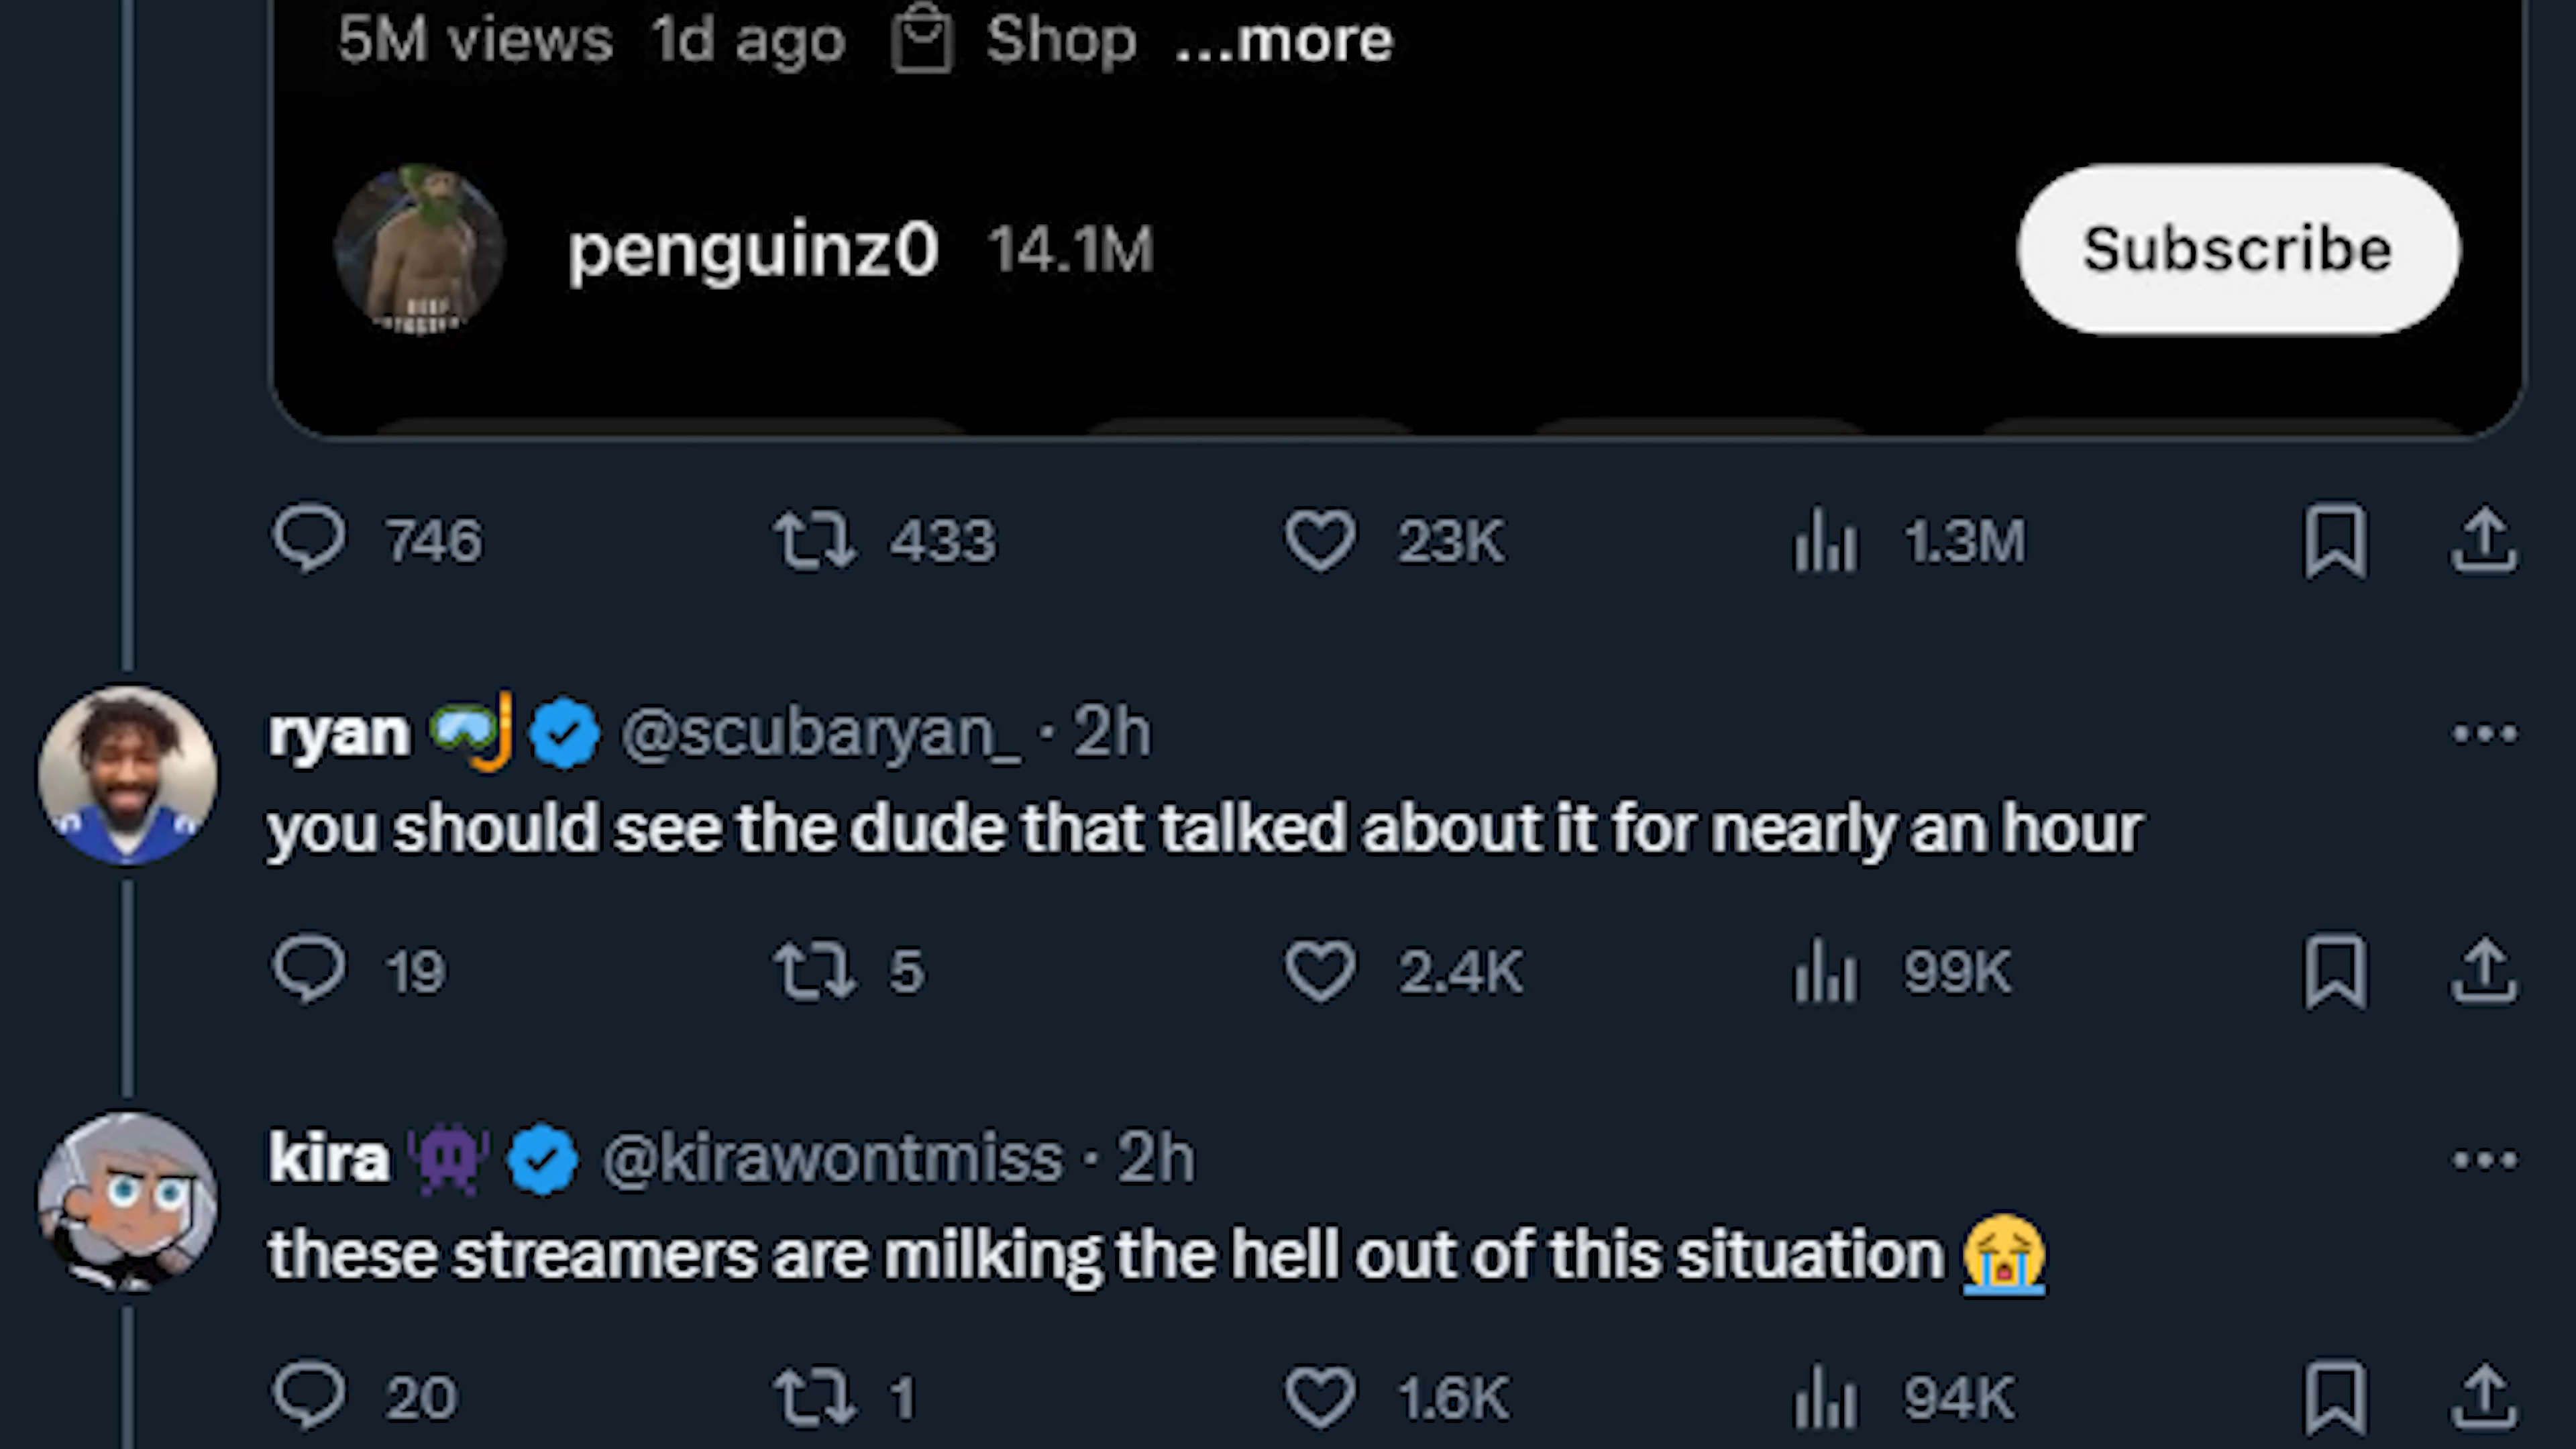 5M views 1d ago Shop ...more
penguinz0 14.1M Subscribe
746 433 23K 1.3M
ryan 🤿 @scubaryan_ · 2h
you should see the dude that talked about it for nearly an hour
19 5 2.4K 99K
kira 👾 @kirawontmiss · 2h
these streamers are milking the hell out of this situation 😭
20 1 1.6K 94K